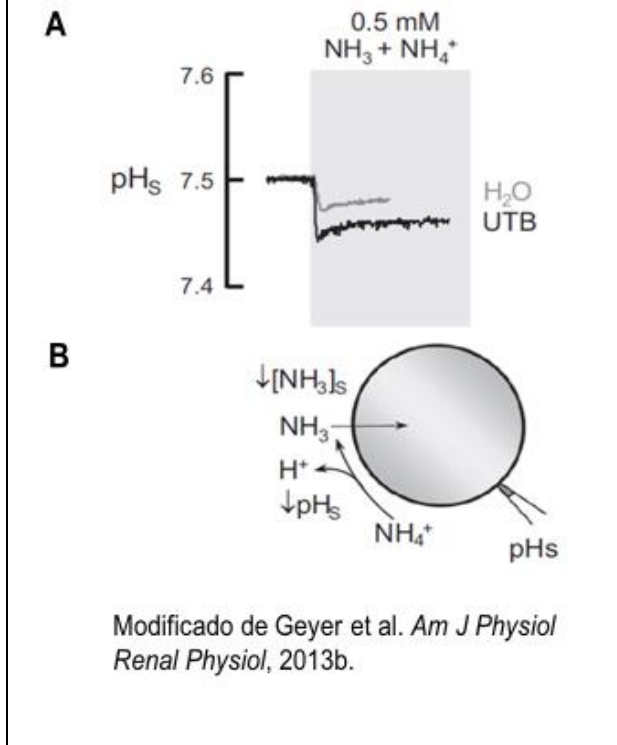 A
0.5 mM
NH₃ + NH₄⁺
7.6
pHS 7.5
H₂O
UTB
7.4
B
↓[NH₃]S
NH₃
H⁺
↓pHS
NH₄⁺
pHs
Modificado de Geyer et al. Am J Physiol
Renal Physiol, 2013b.